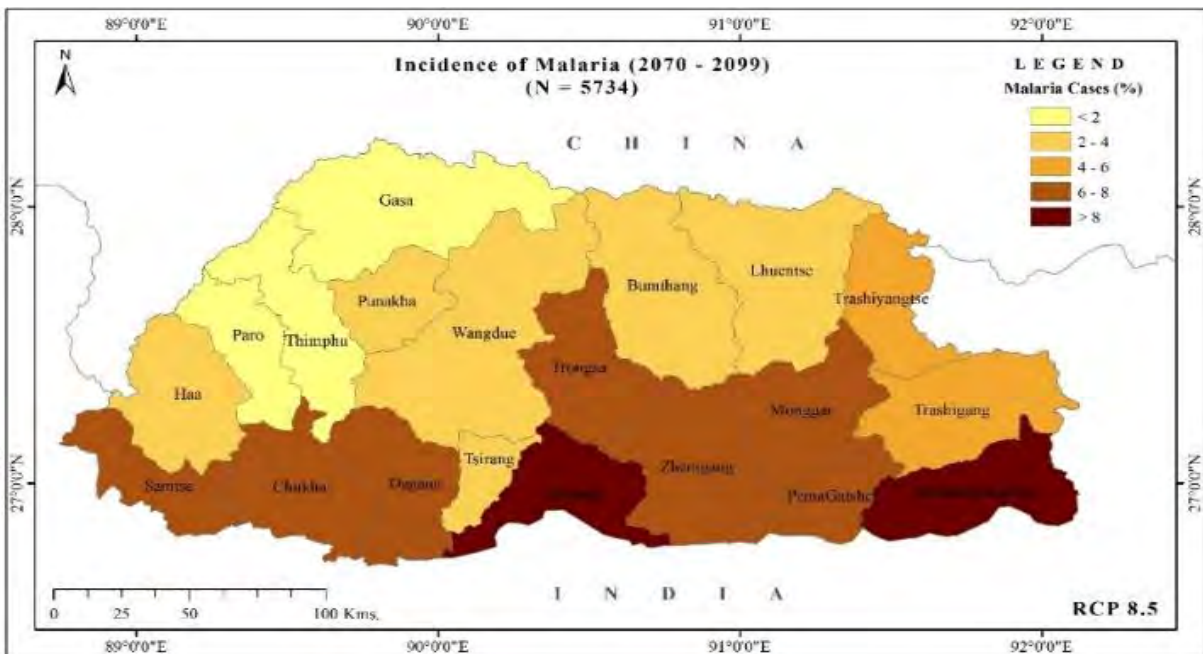 89°0'0"E 90°0'0"E 91°0'0"E 92°0'0"E
N
Incidence of Malaria (2070 - 2099)
(N = 5734)
LEGEND
Malaria Cases (%)
< 2
2 - 4
4 - 6
6 - 8
> 8
CHINA
28°0'0"N 28°0'0"N
Gasa
Punakha
Bumthang
Lhuentse
Trashiyangtse
Paro
Thimphu
Wangdue
Haa
Trongsa
Monggar
Trashigang
Tsirang
Zhemgang
27°0'0"N 27°0'0"N
Samtse
Chukha
Dagana
PemaGatshel
INDIA
0 25 50 100 Kms.
RCP 8.5
89°0'0"E 90°0'0"E 91°0'0"E 92°0'0"E